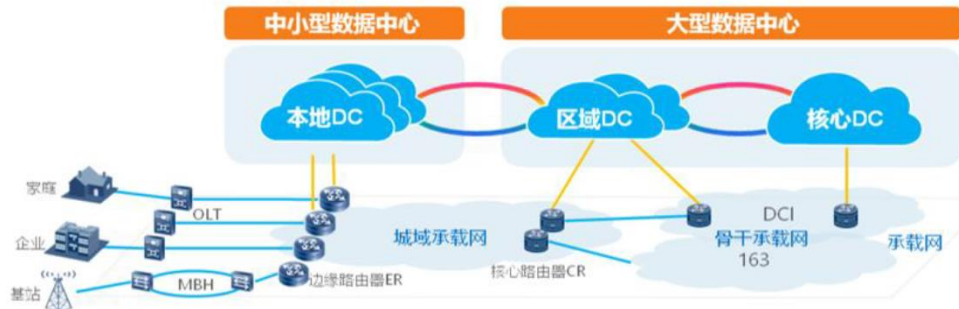 中小型数据中心
大型数据中心
本地DC
区域DC
核心DC
家庭
OLT
企业
基站
MBH
边缘路由器ER
城域承载网
核心路由器CR
DCI
骨干承载网
163
承载网